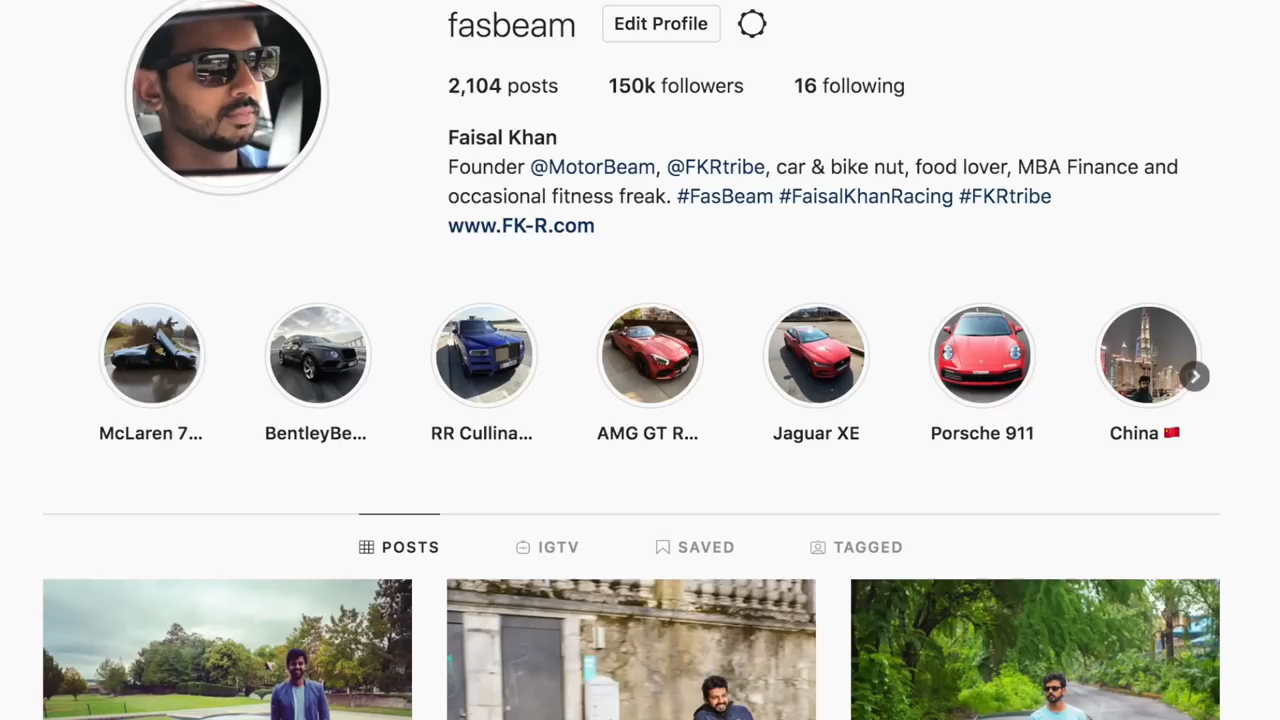 fasbeam
Edit Profile
2,104 posts
150k followers
16 following
Faisal Khan
Founder @MotorBeam, @FKRtribe, car & bike nut, food lover, MBA Finance and
occasional fitness freak. #FasBeam #FaisalKhanRacing #FKRtribe
www.FK-R.com
McLaren 7...
BentleyBe...
RR Cullina...
AMG GT R...
Jaguar XE
Porsche 911
China 🇨🇳
POSTS
IGTV
SAVED
TAGGED